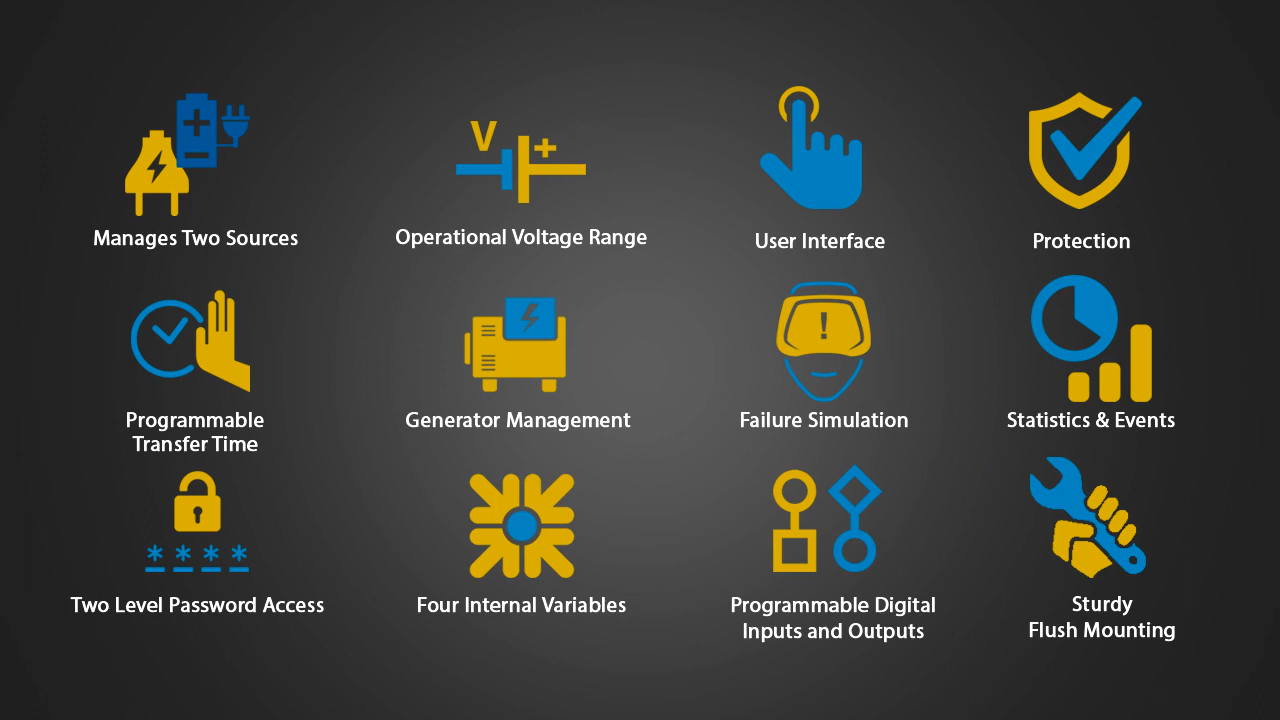 V
+
Manages Two Sources
Operational Voltage Range
User Interface
Protection
Programmable
Transfer Time
Generator Management
!
Failure Simulation
Statistics & Events
* * * *
Two Level Password Access
Four Internal Variables
Programmable Digital
Inputs and Outputs
Sturdy
Flush Mounting